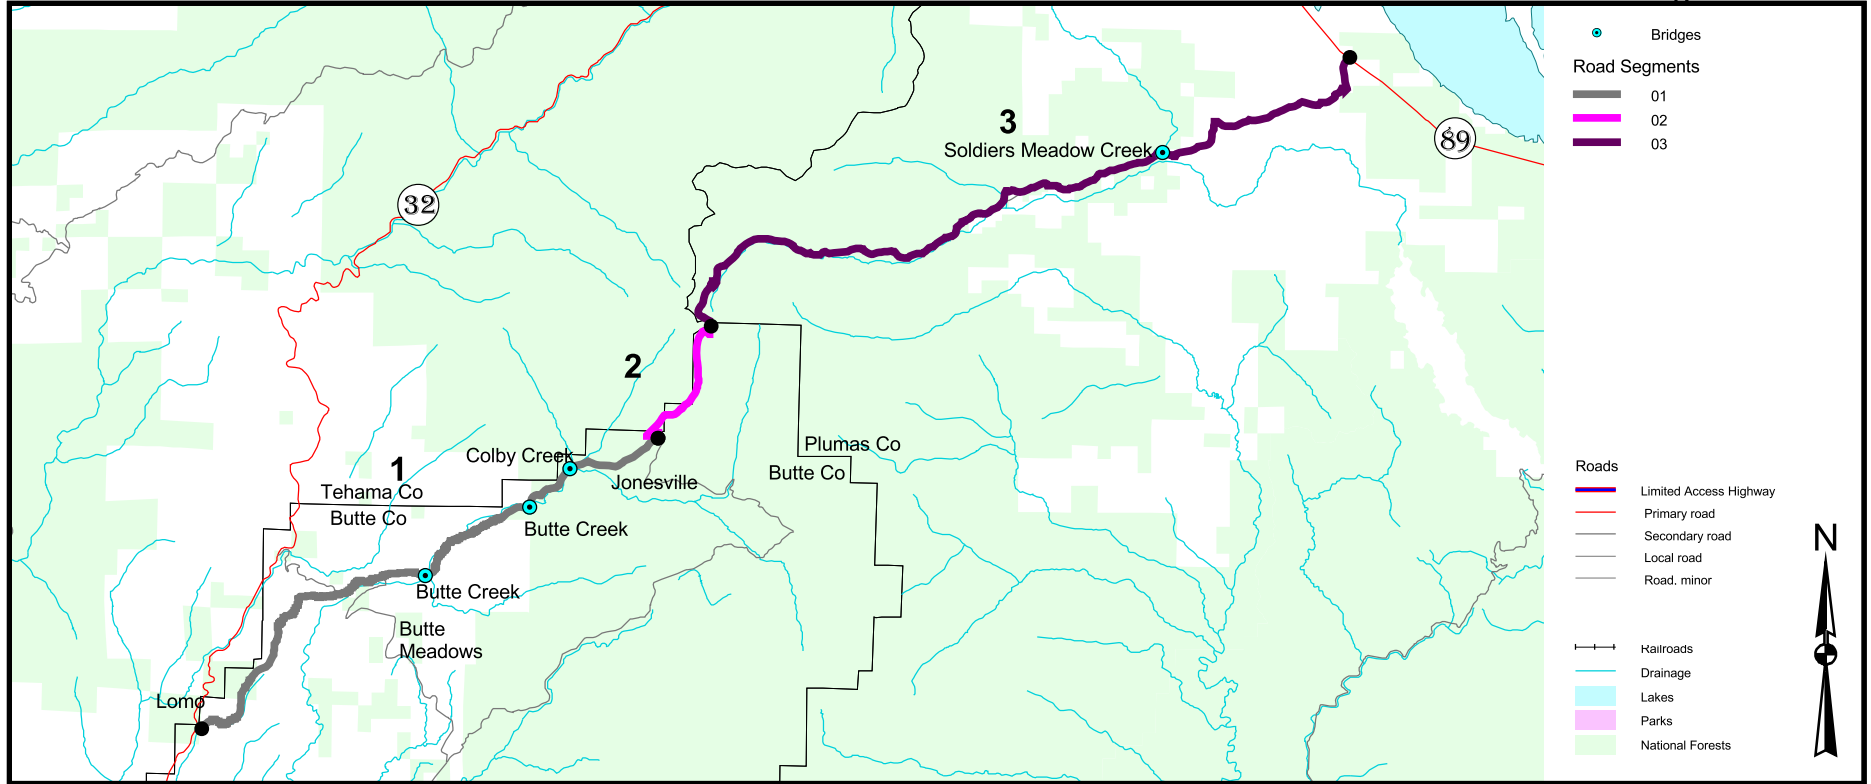 Bridges
Road Segments
01
02
03
3
Soldiers Meadow Creek
89
32
2
Plumas Co
Butte Co
Colby Creek
1
Jonesville
Tehama Co
Butte Co
Butte Creek
Butte Creek
Butte
Meadows
Lomo
Roads
Limited Access Highway
Primary road
Secondary road
Local road
Road, minor
N
Railroads
Drainage
Lakes
Parks
National Forests